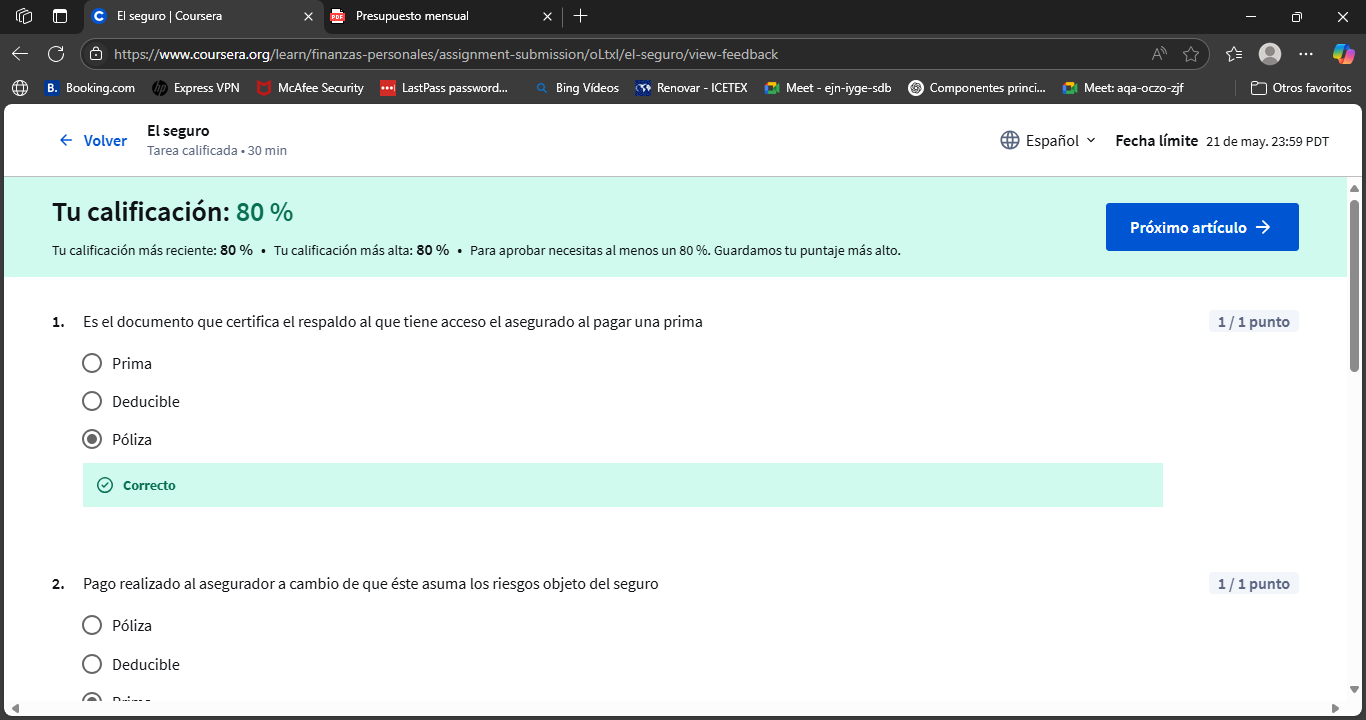 El seguro | Coursera
PDF
Presupuesto mensual
https://www.coursera.org/learn/finanzas-personales/assignment-submission/oLtxl/el-seguro/view-feedback
B. Booking.com
Express VPN
McAfee Security
LastPass password...
Bing Vídeos
Renovar - ICETEX
Meet - ejn-iyge-sdb
Componentes princi...
Meet: aqa-oczo-zjf
Otros favoritos
Volver
El seguro
Tarea calificada • 30 min
Español
Fecha límite 21 de may. 23:59 PDT
Tu calificación: 80 %
Tu calificación más reciente: 80 % • Tu calificación más alta: 80 % • Para aprobar necesitas al menos un 80 %. Guardamos tu puntaje más alto.
Próximo artículo
1. Es el documento que certifica el respaldo al que tiene acceso el asegurado al pagar una prima
1 / 1 punto
Prima
Deducible
Póliza
Correcto
2. Pago realizado al asegurador a cambio de que éste asuma los riesgos objeto del seguro
1 / 1 punto
Póliza
Deducible
Prima